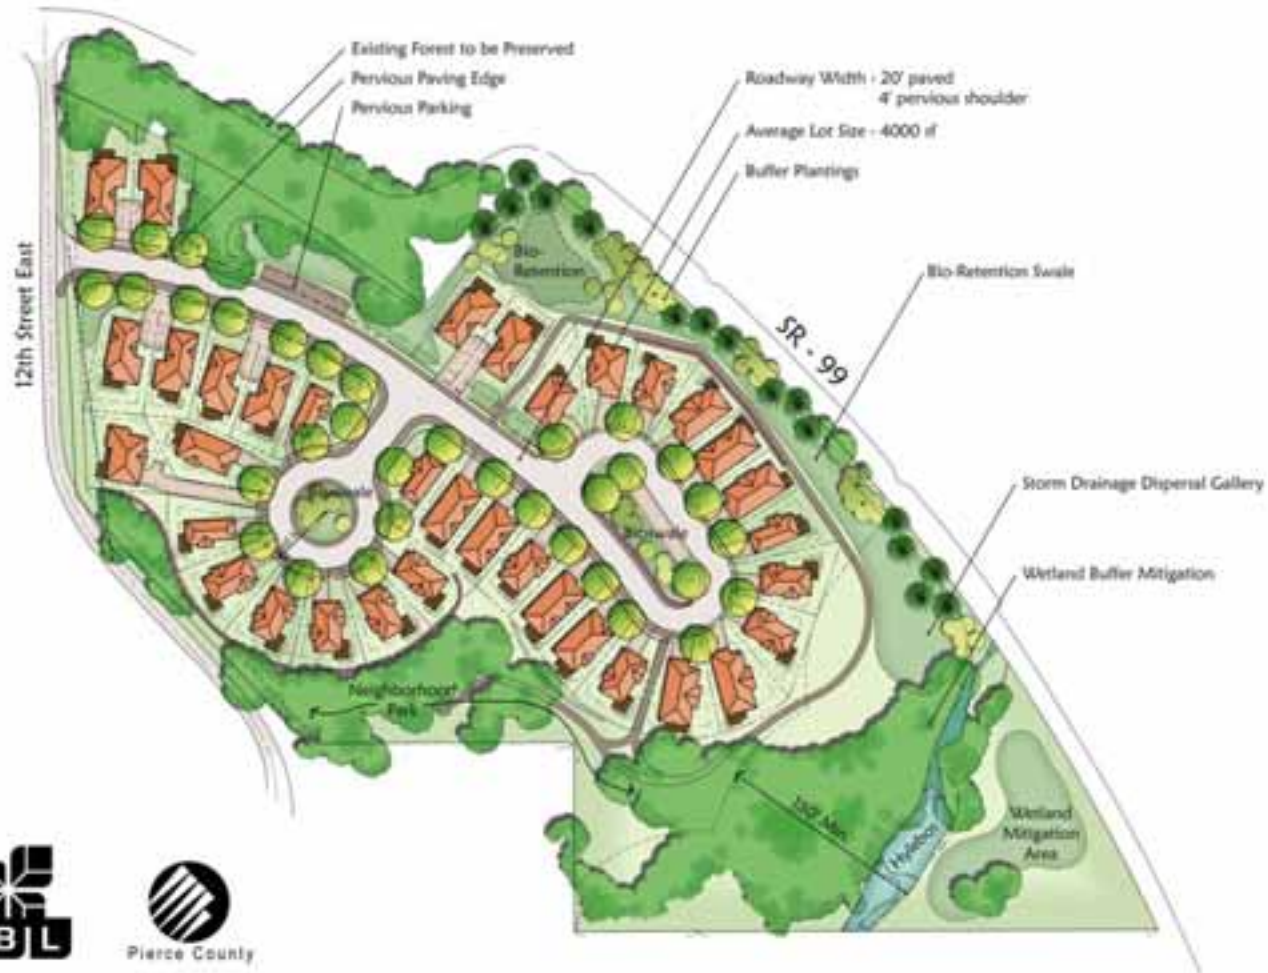 Existing Forest to be Preserved
Pervious Paving Edge
Pervious Parking
Roadway Width - 20' paved
4' pervious shoulder
Average Lot Size - 4000 sf
Buffer Plantings
Bio-
Retention
Bio-Retention Swale
SR - 99
12th Street East
Storm Drainage Dispersal Gallery
Wetland Buffer Mitigation
Neighborhood
Park
150' Min.
Hylebos
Wetland
Mitigation
Area
Pierce County